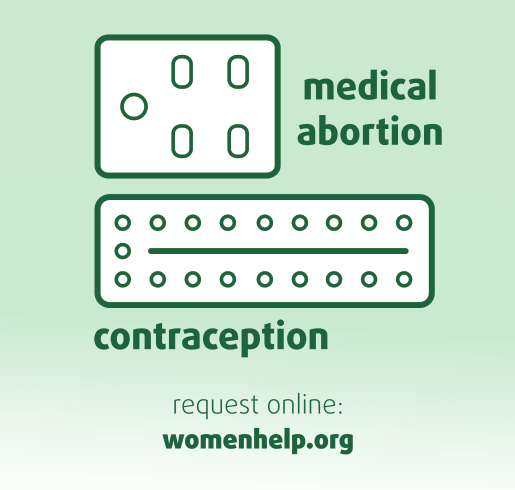 medical
abortion
contraception
request online:
womenhelp.org